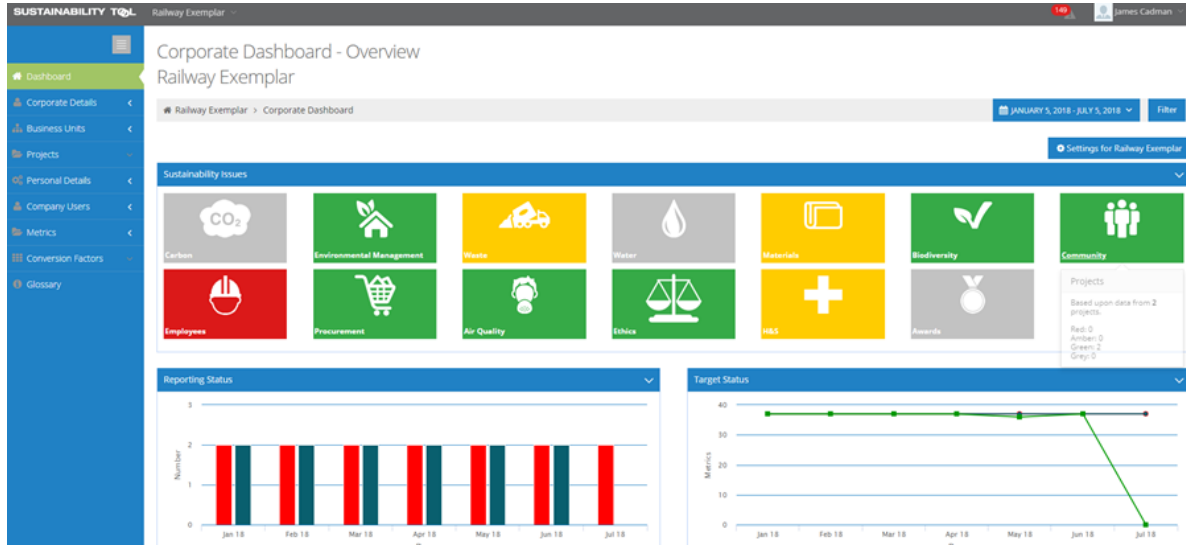 SUSTAINABILITY TOOL Railway Exemplar 149 James Cadman
Corporate Dashboard - Overview
Railway Exemplar
Dashboard
Corporate Details
Business Units
Projects
Personal Details
Company Users
Metrics
Conversion Factors
Glossary
Railway Exemplar > Corporate Dashboard JANUARY 5, 2018 - JULY 5, 2018 Filter
Settings for Railway Exemplar
Sustainability Issues
CO2
Carbon Environmental Management Waste Water Materials Biodiversity Community
Employees Procurement Air Quality Ethics H&S Awards
Projects
Based upon data from 2
projects.
Red: 0
Amber: 0
Green: 2
Grey: 0
Reporting Status
3
2
1
0
Number
Jan 18 Feb 18 Mar 18 Apr 18 May 18 Jun 18 Jul 18
Target Status
40
30
20
10
0
Metrics
Jan 18 Feb 18 Mar 18 Apr 18 May 18 Jun 18 Jul 18